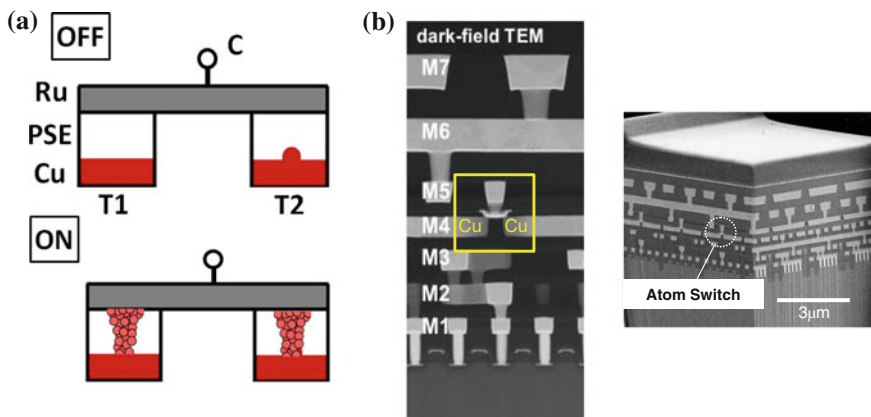 (a)
OFF
C
Ru
PSE
Cu
T1
T2
ON
(b)
dark-field TEM
M7
M6
M5
M4
Cu
Cu
M3
M2
M1
Atom Switch
3μm